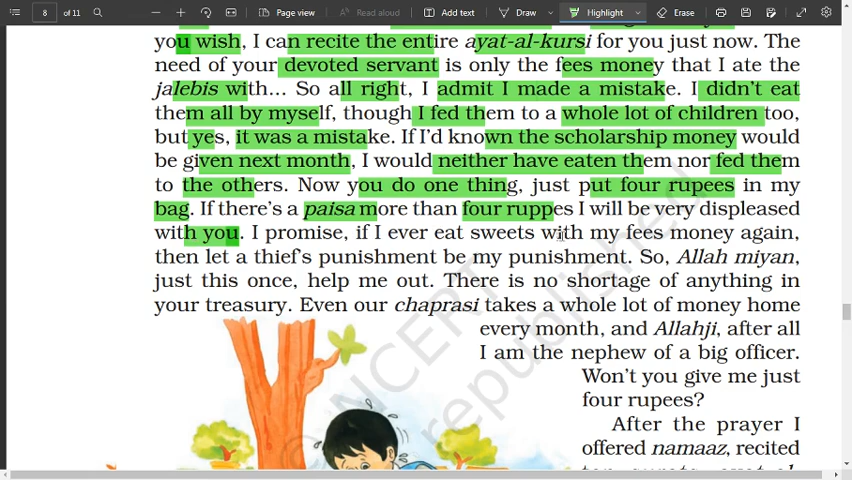 8 of 11
Page view
Read aloud
Add text
Draw
Highlight
Erase
you wish, I can recite the entire ayat-al-kursi for you just now. The
need of your devoted servant is only the fees money that I ate the
jalebis with... So all right, I admit I made a mistake. I didn't eat
them all by myself, though I fed them to a whole lot of children too,
but yes, it was a mistake. If I'd known the scholarship money would
be given next month, I would neither have eaten them nor fed them
to the others. Now you do one thing, just put four rupees in my
bag. If there's a paisa more than four ruppes I will be very displeased
with you. I promise, if I ever eat sweets with my fees money again,
then let a thief's punishment be my punishment. So, Allah miyan,
just this once, help me out. There is no shortage of anything in
your treasury. Even our chaprasi takes a whole lot of money home
every month, and Allahji, after all
I am the nephew of a big officer.
Won't you give me just
four rupees?
After the prayer I
offered namaaz, recited
© NCERT
republished